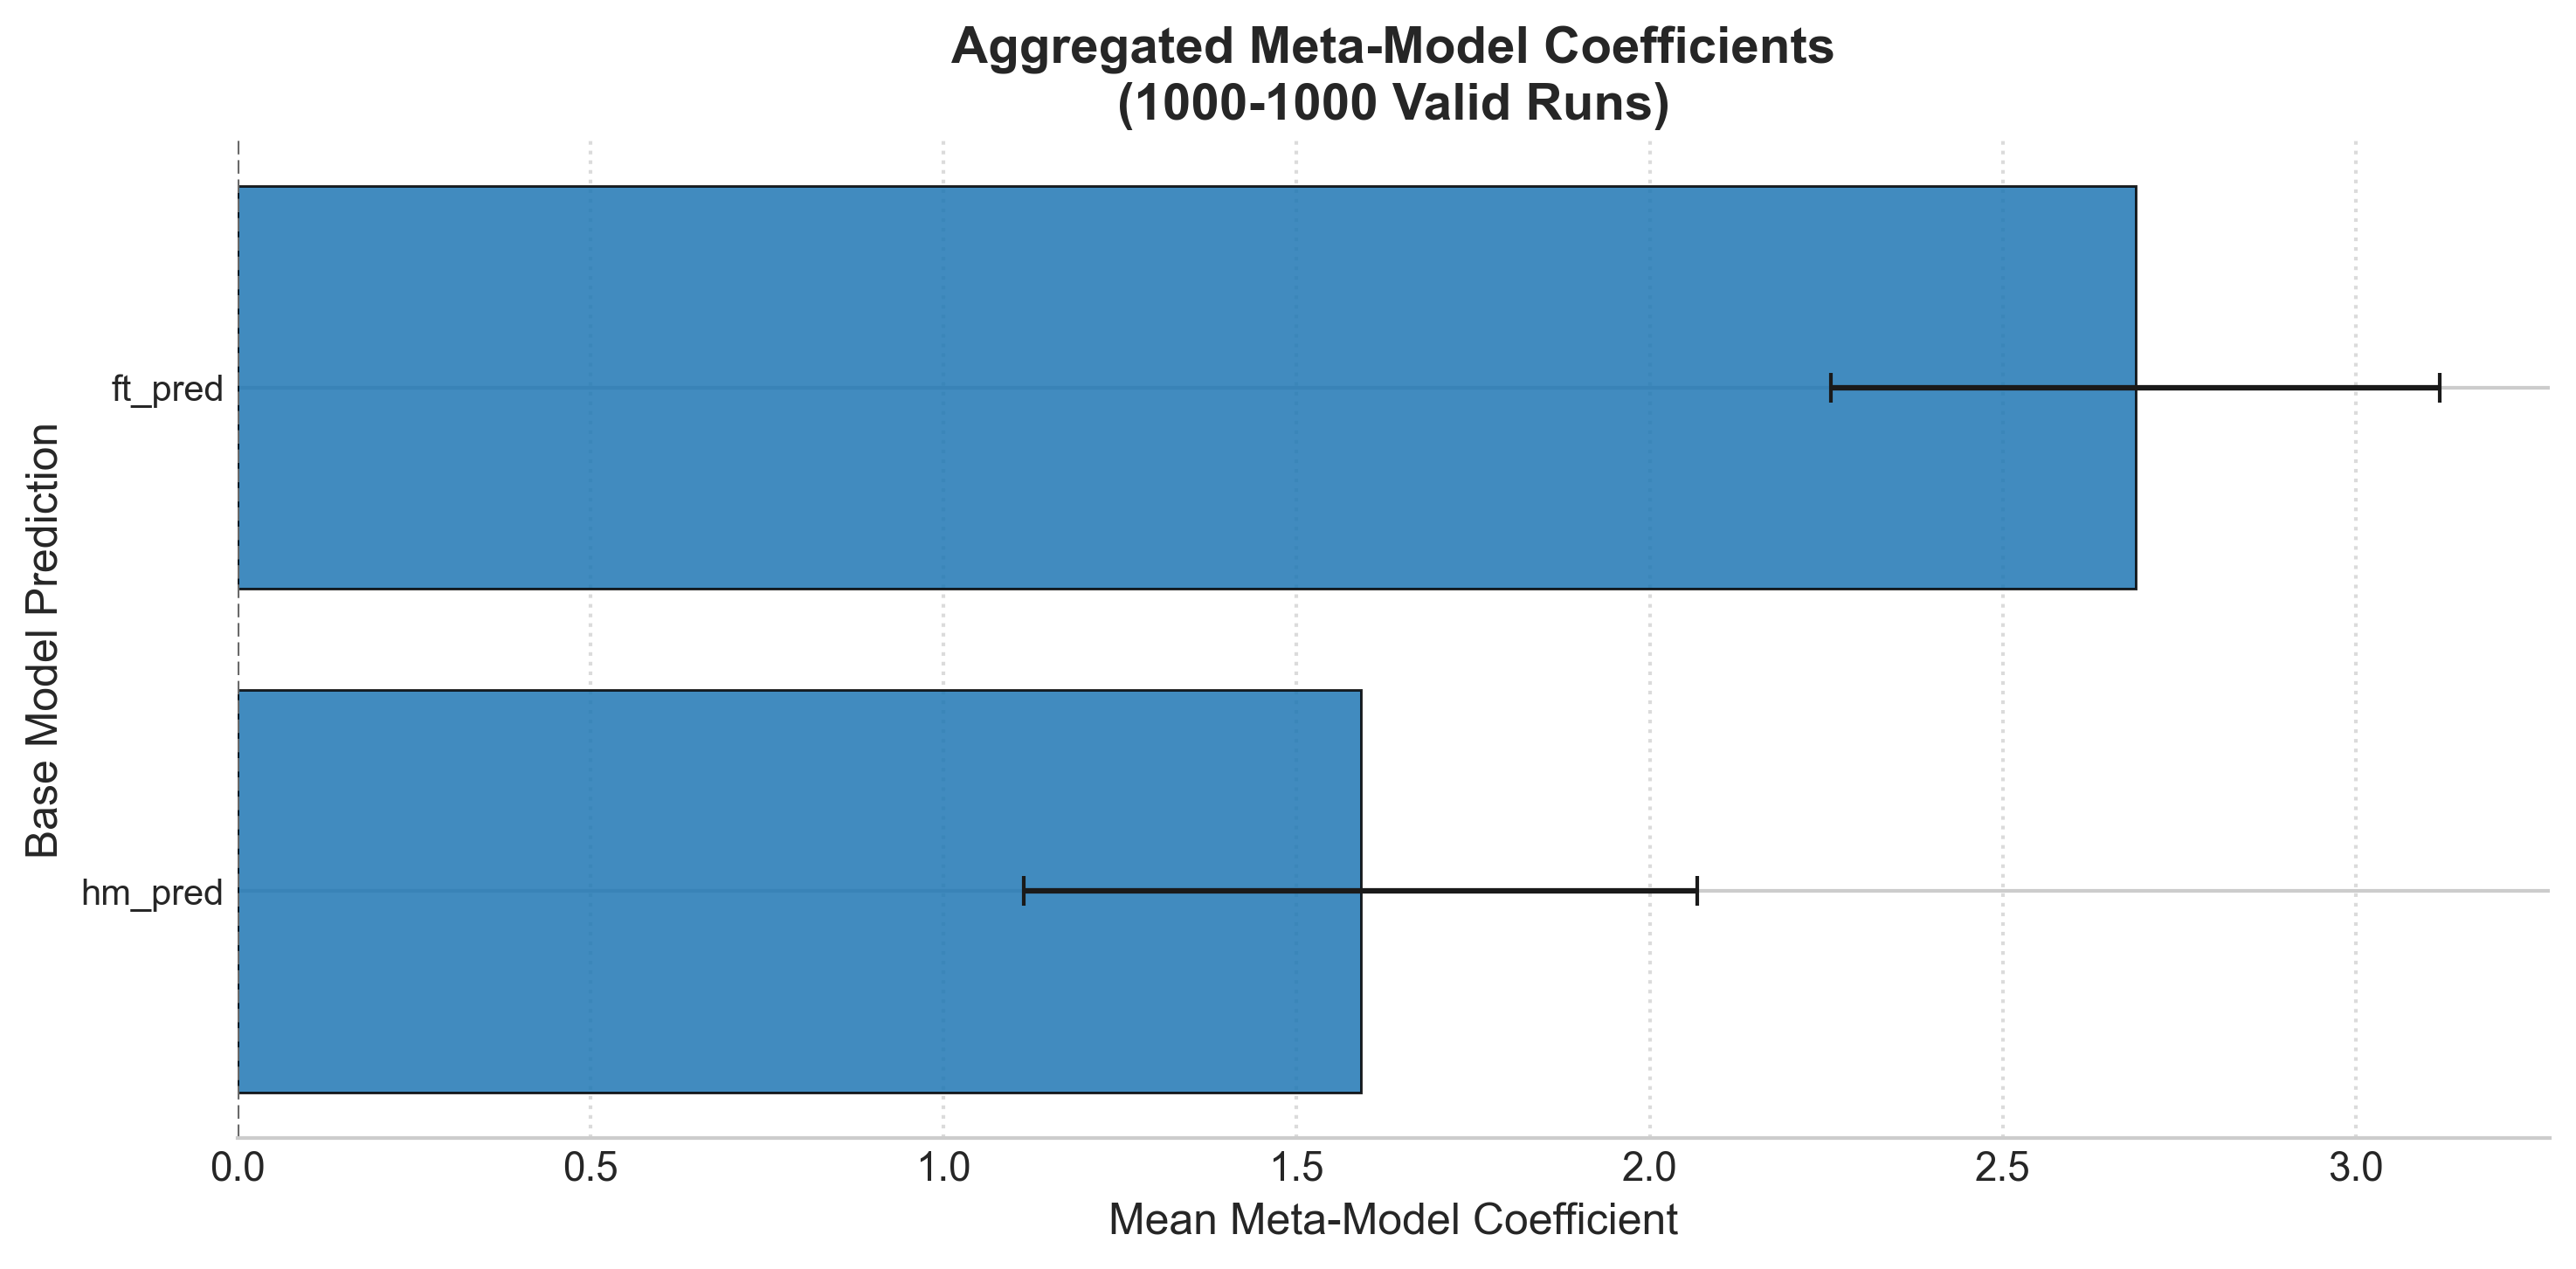 Aggregated Meta-Model Coefficients
(1000-1000 Valid Runs)
Base Model Prediction
ft_pred
hm_pred
0.0 0.5 1.0 1.5 2.0 2.5 3.0
Mean Meta-Model Coefficient